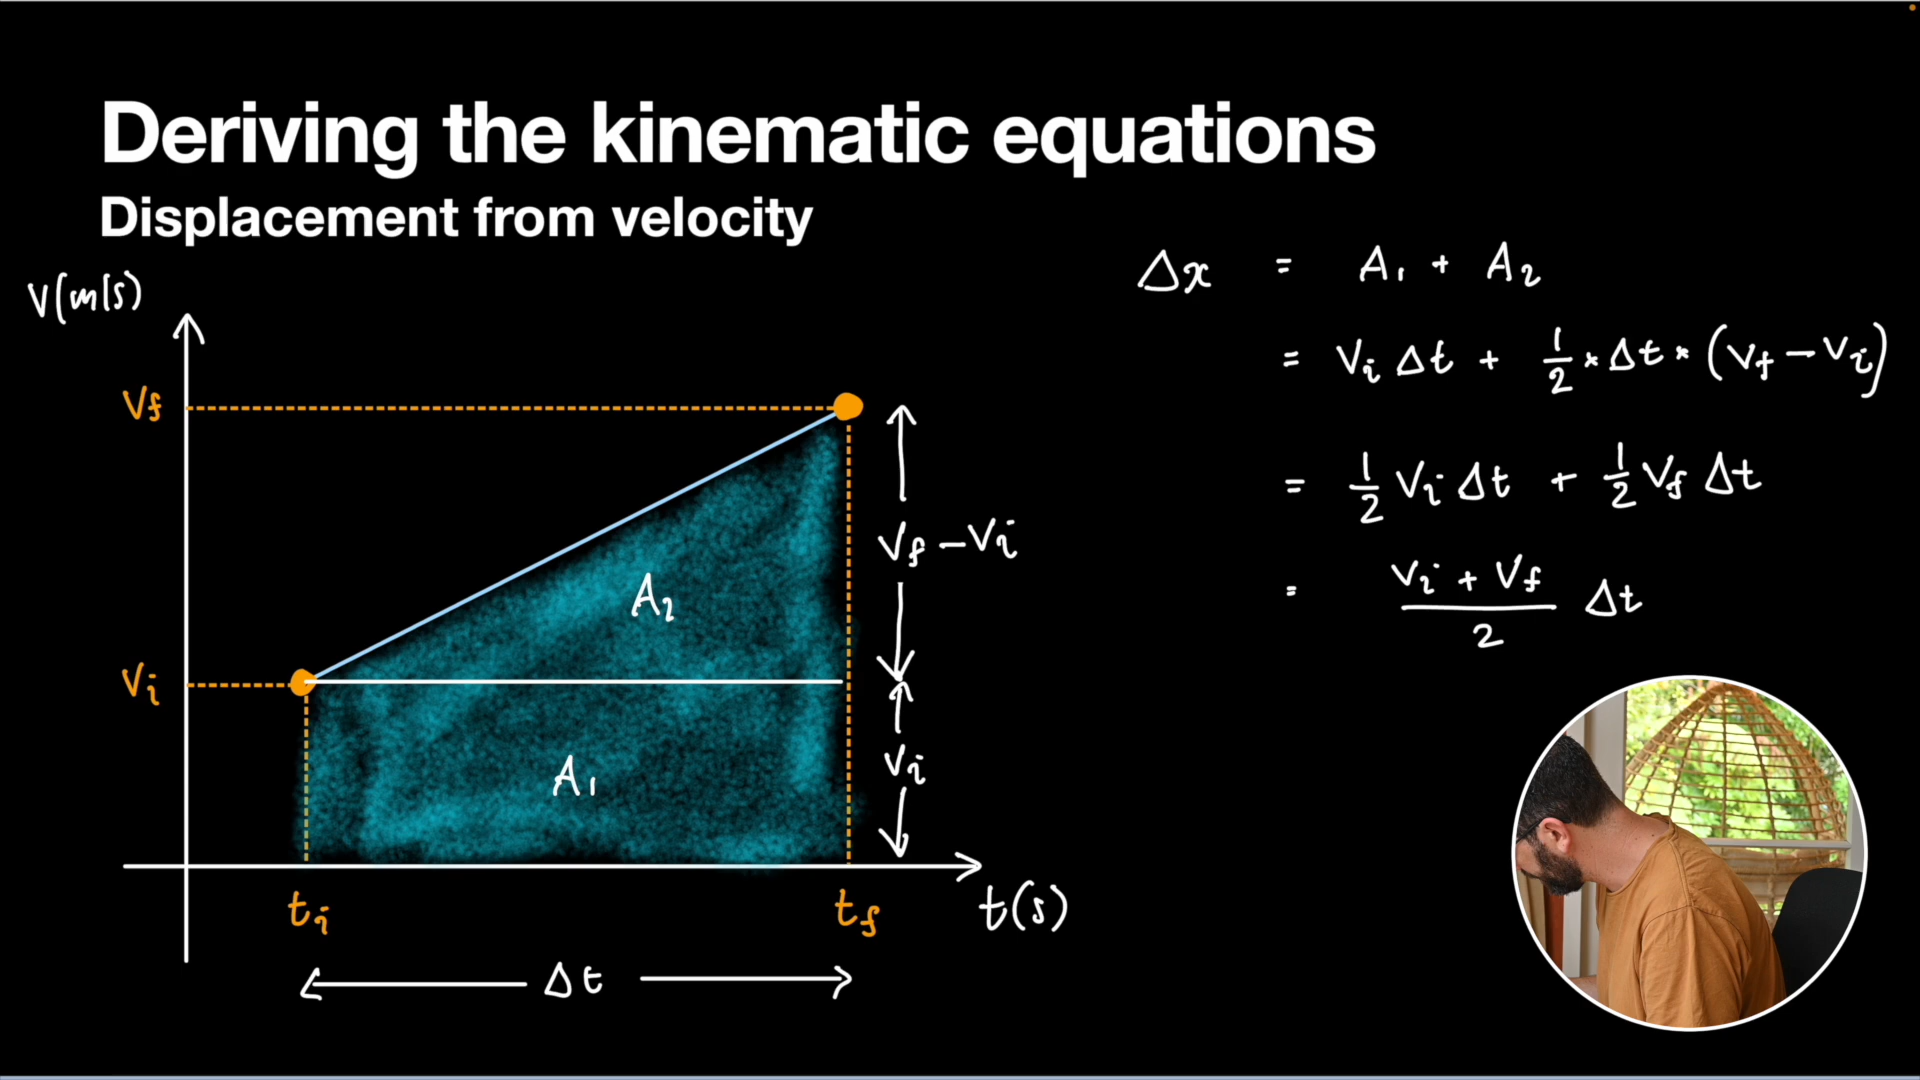 Deriving the kinematic equations
Displacement from velocity
V(m/s)
Vf
Vi
A2
A1
Vf - Vi
Vi
ti
tf
t(s)
Δt
Δx = A1 + A2
= Vi Δt + 1/2 * Δt * (Vf - Vi)
= 1/2 Vi Δt + 1/2 Vf Δt
= (Vi + Vf)/2 Δt